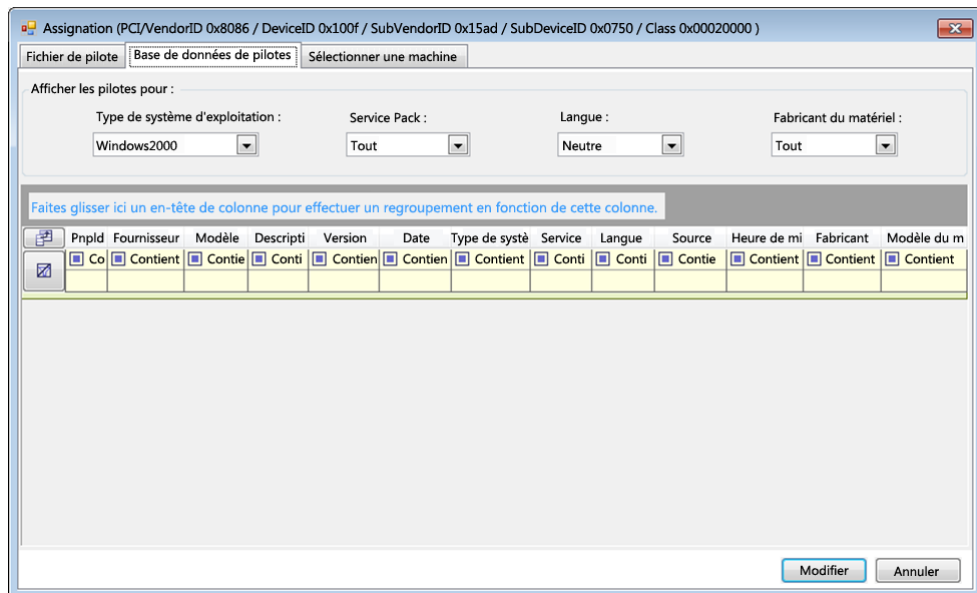 Assignation (PCI/VendorID 0x8086 / DeviceID 0x100f / SubVendorID 0x15ad / SubDeviceID 0x0750 / Class 0x00020000 )
Fichier de pilote Base de données de pilotes Sélectionner une machine
Afficher les pilotes pour :
Type de système d'exploitation : Service Pack : Langue : Fabricant du matériel :
Windows2000 Tout Neutre Tout
Faites glisser ici un en-tête de colonne pour effectuer un regroupement en fonction de cette colonne.
PnpId Fournisseur Modèle Descripti Version Date Type de systè Service Langue Source Heure de mi Fabricant Modèle du m
Co Contient Contie Conti Contien Contien Contient Conti Conti Contie Contient Contient Contient
Modifier Annuler